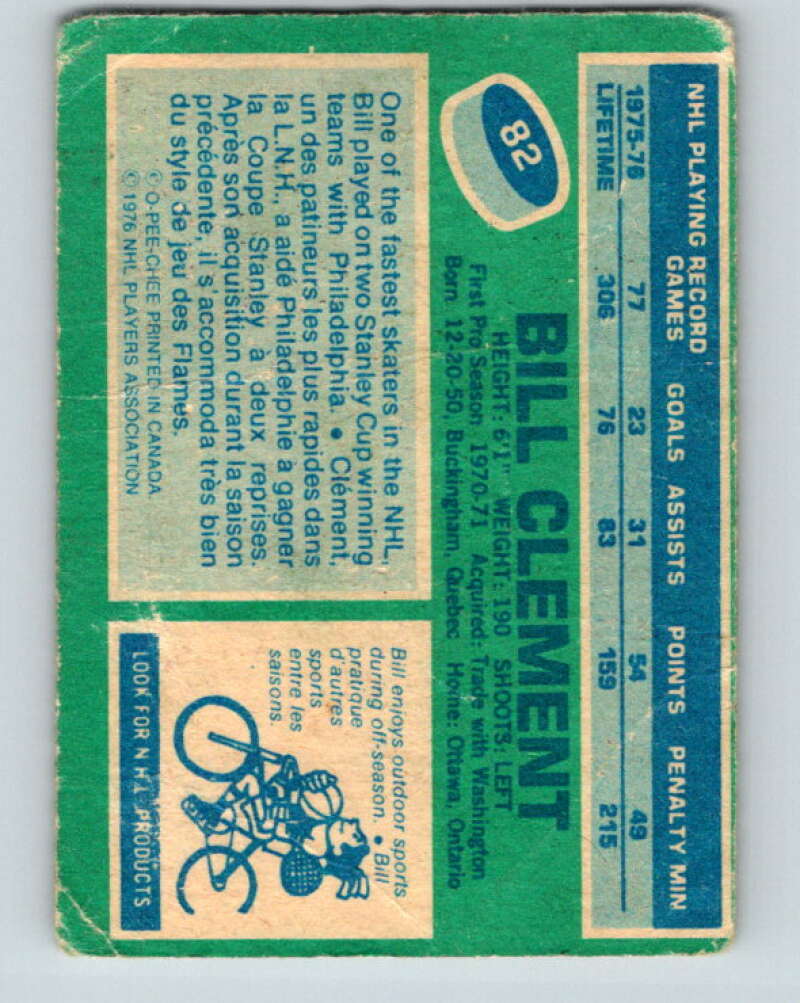 NHL PLAYING RECORD
GAMES GOALS ASSISTS POINTS PENALTY MIN
1975-76 77 23 31 54 49
LIFETIME 306 76 83 159 215
82
BILL CLEMENT
HEIGHT: 6'1" WEIGHT: 190 SHOOTS: LEFT
First Pro Season: 1970-71 Acquired: Trade with Washington
Born: 12-20-50, Buckingham, Quebec Home: Ottawa, Ontario
One of the fastest skaters in the NHL,
Bill played on two Stanley Cup winning
teams with Philadelphia. • Clément,
un des patineurs les plus rapides dans
la L.N.H., a aidé Philadelphie à gagner
la Coupe Stanley à deux reprises.
Après son acquisition durant la saison
précédente, il s'accommoda très bien
du style de jeu des Flames.
© O-PEE-CHEE PRINTED IN CANADA
© 1976 NHL PLAYERS ASSOCIATION
Bill enjoys outdoor sports
during off-season. • Bill
pratique
d'autres
sports
entre les
saisons.
LOOK FOR NHL PRODUCTS